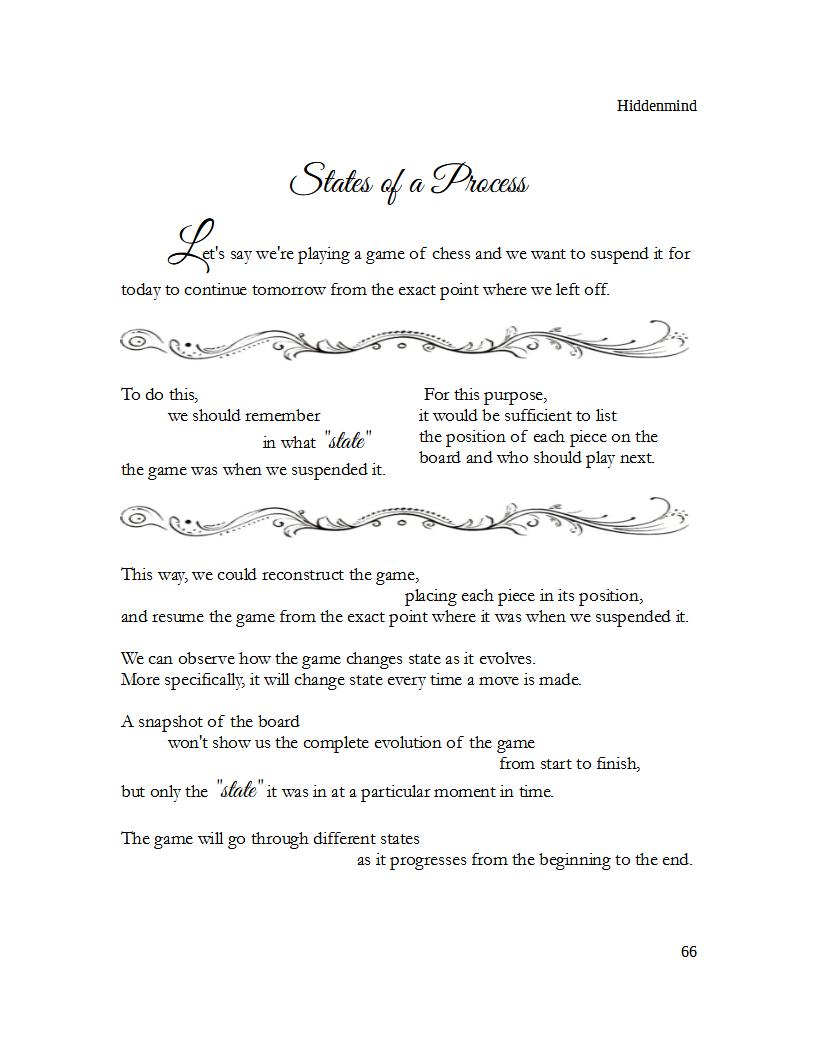 Hiddenmind
States of a Process
Let's say we're playing a game of chess and we want to suspend it for
today to continue tomorrow from the exact point where we left off.
To do this,
we should remember
in what "state"
the game was when we suspended it.
For this purpose,
it would be sufficient to list
the position of each piece on the
board and who should play next.
This way, we could reconstruct the game,
placing each piece in its position,
and resume the game from the exact point where it was when we suspended it.
We can observe how the game changes state as it evolves.
More specifically, it will change state every time a move is made.
A snapshot of the board
won't show us the complete evolution of the game
from start to finish,
but only the "state" it was in at a particular moment in time.
The game will go through different states
as it progresses from the beginning to the end.
66